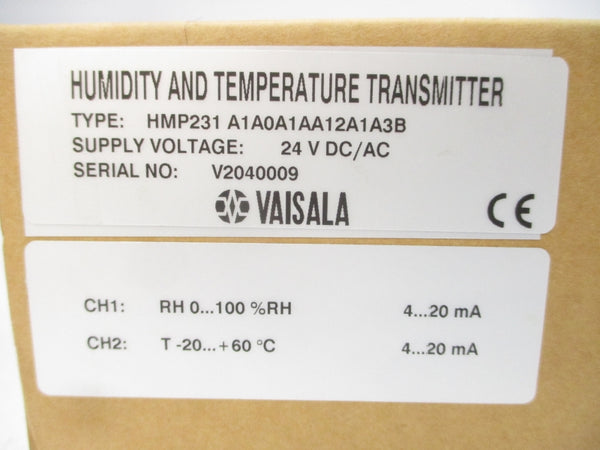 HUMIDITY AND TEMPERATURE TRANSMITTER
TYPE: HMP231 A1A0A1AA12A1A3B
SUPPLY VOLTAGE: 24 V DC/AC
SERIAL NO: V2040009
VAISALA CE
CH1: RH 0...100 %RH 4...20 mA
CH2: T -20...+60 °C 4...20 mA